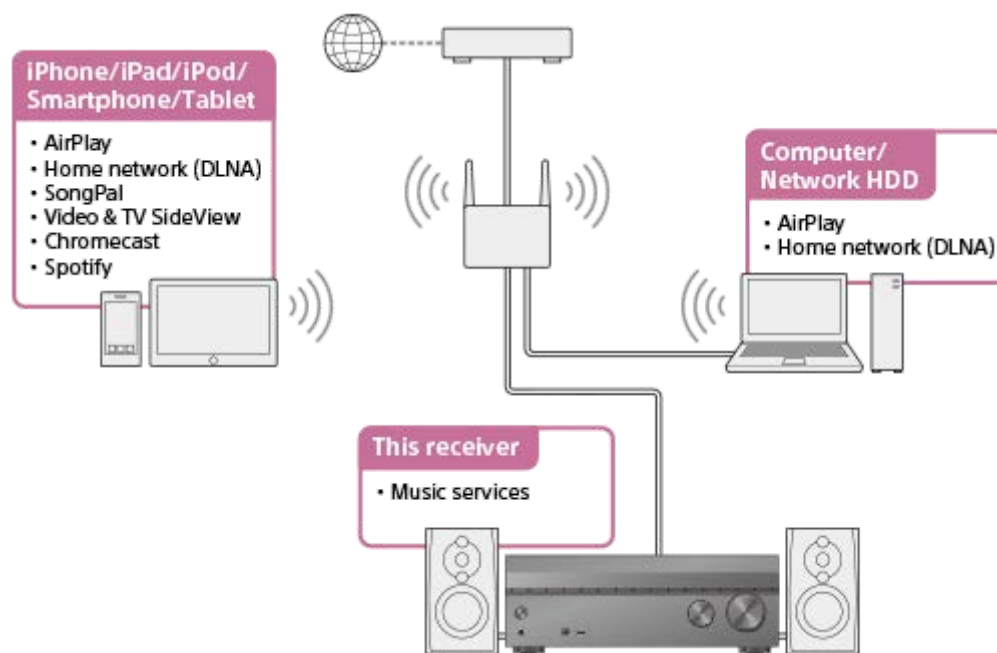 iPhone/iPad/iPod/
Smartphone/Tablet
・AirPlay
・Home network (DLNA)
・SongPal
・Video & TV SideView
・Chromecast
・Spotify
Computer/
Network HDD
・AirPlay
・Home network (DLNA)
This receiver
・Music services